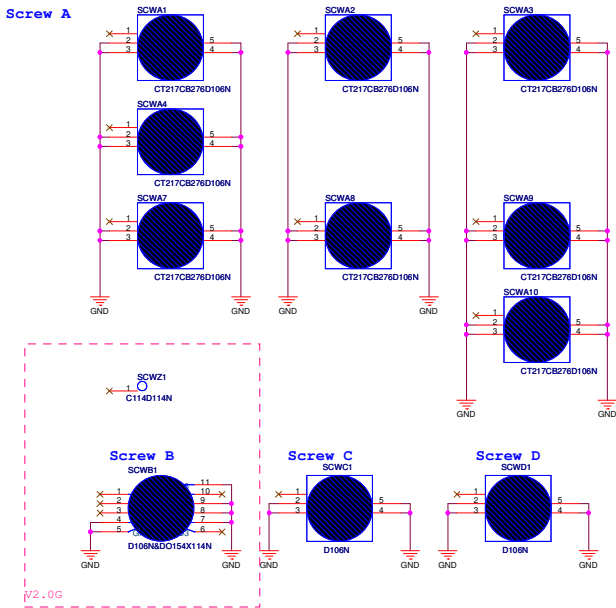 Screw A
SCWA1
SCWA2
SCWA3
1 2 3 5 4
1 2 3 5 4
1 2 3 5 4
CT217CB276D106N
CT217CB276D106N
CT217CB276D106N
SCWA4
1 2 3 5 4
CT217CB276D106N
SCWA7
SCWA8
SCWA9
1 2 3 5 4
1 2 3 5 4
1 2 3 5 4
CT217CB276D106N
CT217CB276D106N
CT217CB276D106N
SCWA10
1 2 3 5 4
CT217CB276D106N
GND
GND
GND
GND
GND
GND
SCWZ1
1
C114D114N
Screw B
Screw C
Screw D
SCWB1
SCWC1
SCWD1
1 2 3 4 5 11 10 9 8 7 6
1 2 3 5 4
1 2 3 5 4
D106N&DO154X114N
D106N
D106N
GND
GND
GND
GND
GND
GND
V2.0G